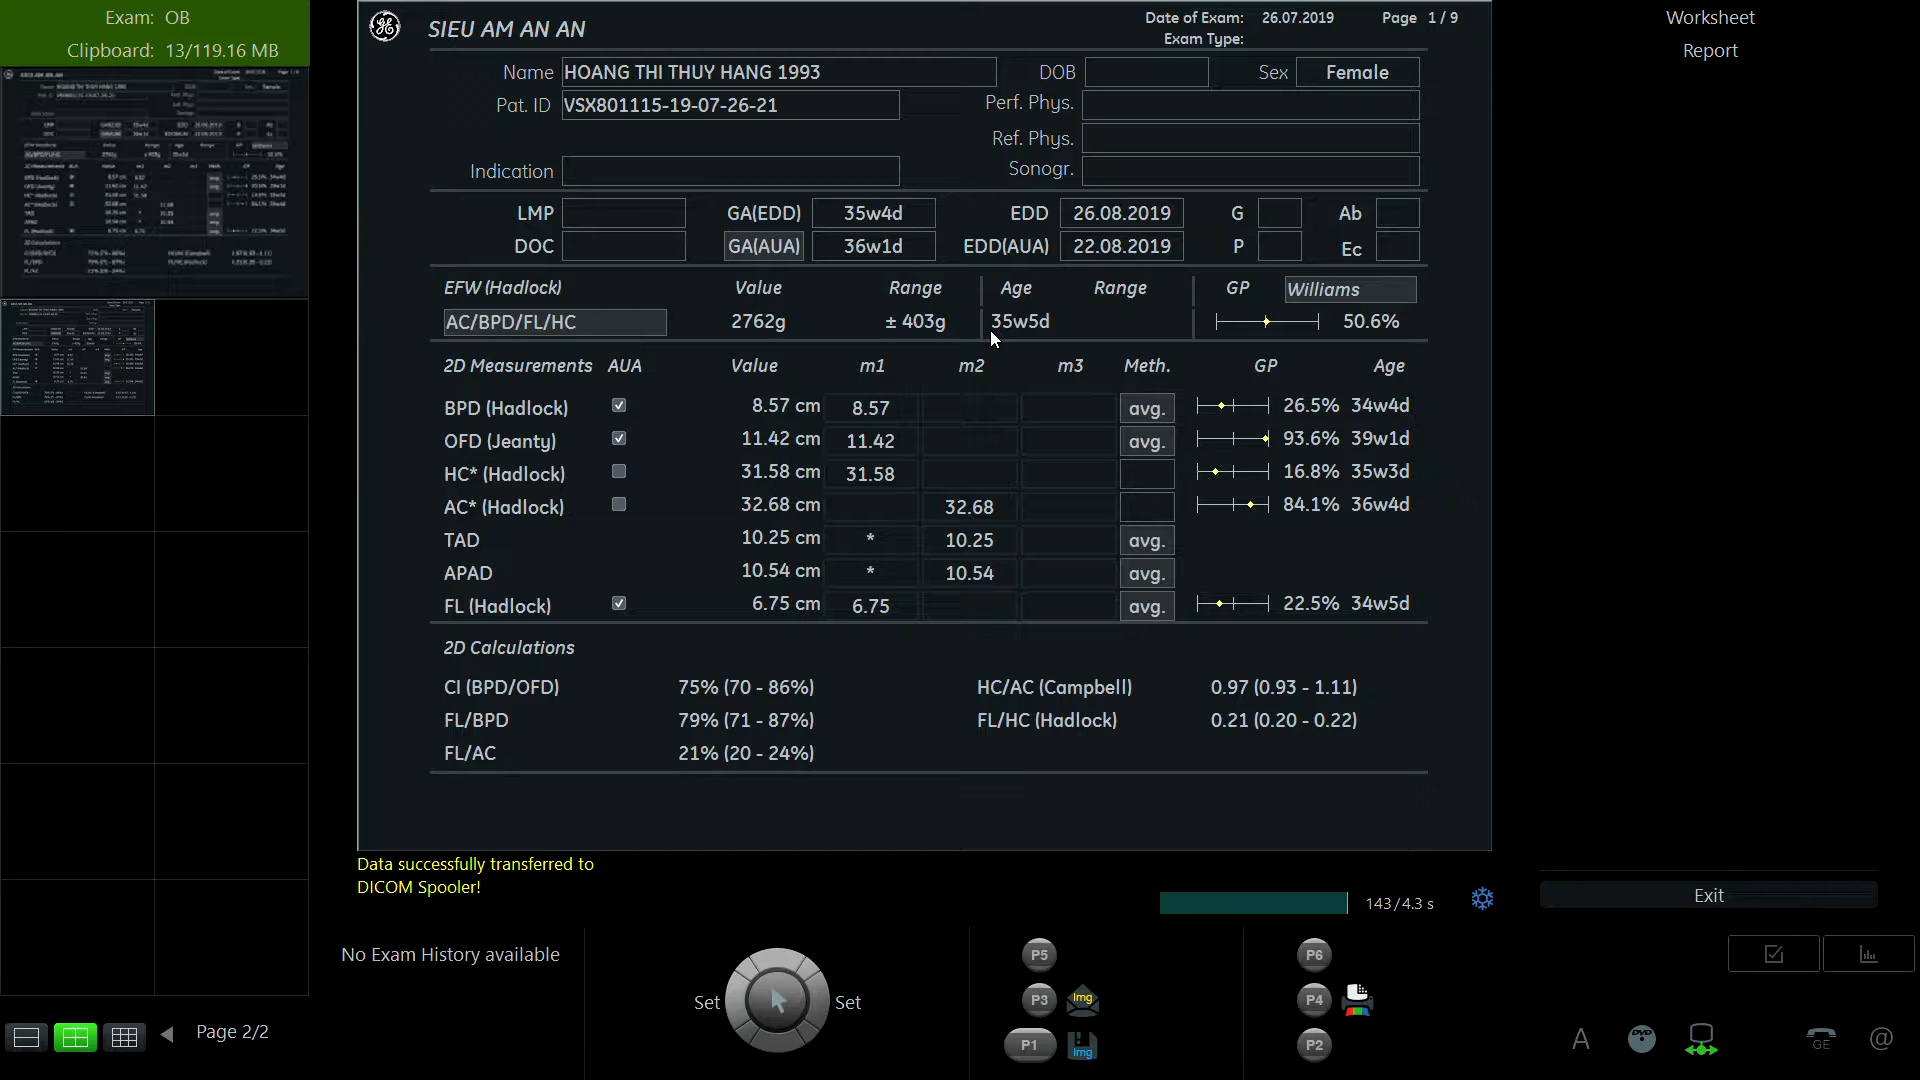 Exam: OB
Clipboard: 13/119.16 MB
SIEU AM AN AN
Date of Exam: 26.07.2019 Page 1 / 9
Exam Type:
Name HOANG THI THUY HANG 1993 DOB Sex Female
Pat. ID VSX801115-19-07-26-21 Perf. Phys.
Ref. Phys.
Indication Sonogr.
LMP GA(EDD) 35w4d EDD 26.08.2019 G Ab
DOC GA(AUA) 36w1d EDD(AUA) 22.08.2019 P Ec
EFW (Hadlock) Value Range Age Range GP Williams
AC/BPD/FL/HC 2762g ± 403g 35w5d 50.6%
2D Measurements AUA Value m1 m2 m3 Meth. GP Age
BPD (Hadlock) 8.57 cm 8.57 avg. 26.5% 34w4d
OFD (Jeanty) 11.42 cm 11.42 avg. 93.6% 39w1d
HC* (Hadlock) 31.58 cm 31.58 16.8% 35w3d
AC* (Hadlock) 32.68 cm 32.68 84.1% 36w4d
TAD 10.25 cm * 10.25 avg.
APAD 10.54 cm * 10.54 avg.
FL (Hadlock) 6.75 cm 6.75 avg. 22.5% 34w5d
2D Calculations
CI (BPD/OFD) 75% (70 - 86%) HC/AC (Campbell) 0.97 (0.93 - 1.11)
FL/BPD 79% (71 - 87%) FL/HC (Hadlock) 0.21 (0.20 - 0.22)
FL/AC 21% (20 - 24%)
Worksheet
Report
Data successfully transferred to
DICOM Spooler!
143/4.3 s
Exit
No Exam History available
Set Set
P5
P3 Img
P1 Img
P6
P4
P2
Page 2/2
A DVD GE @